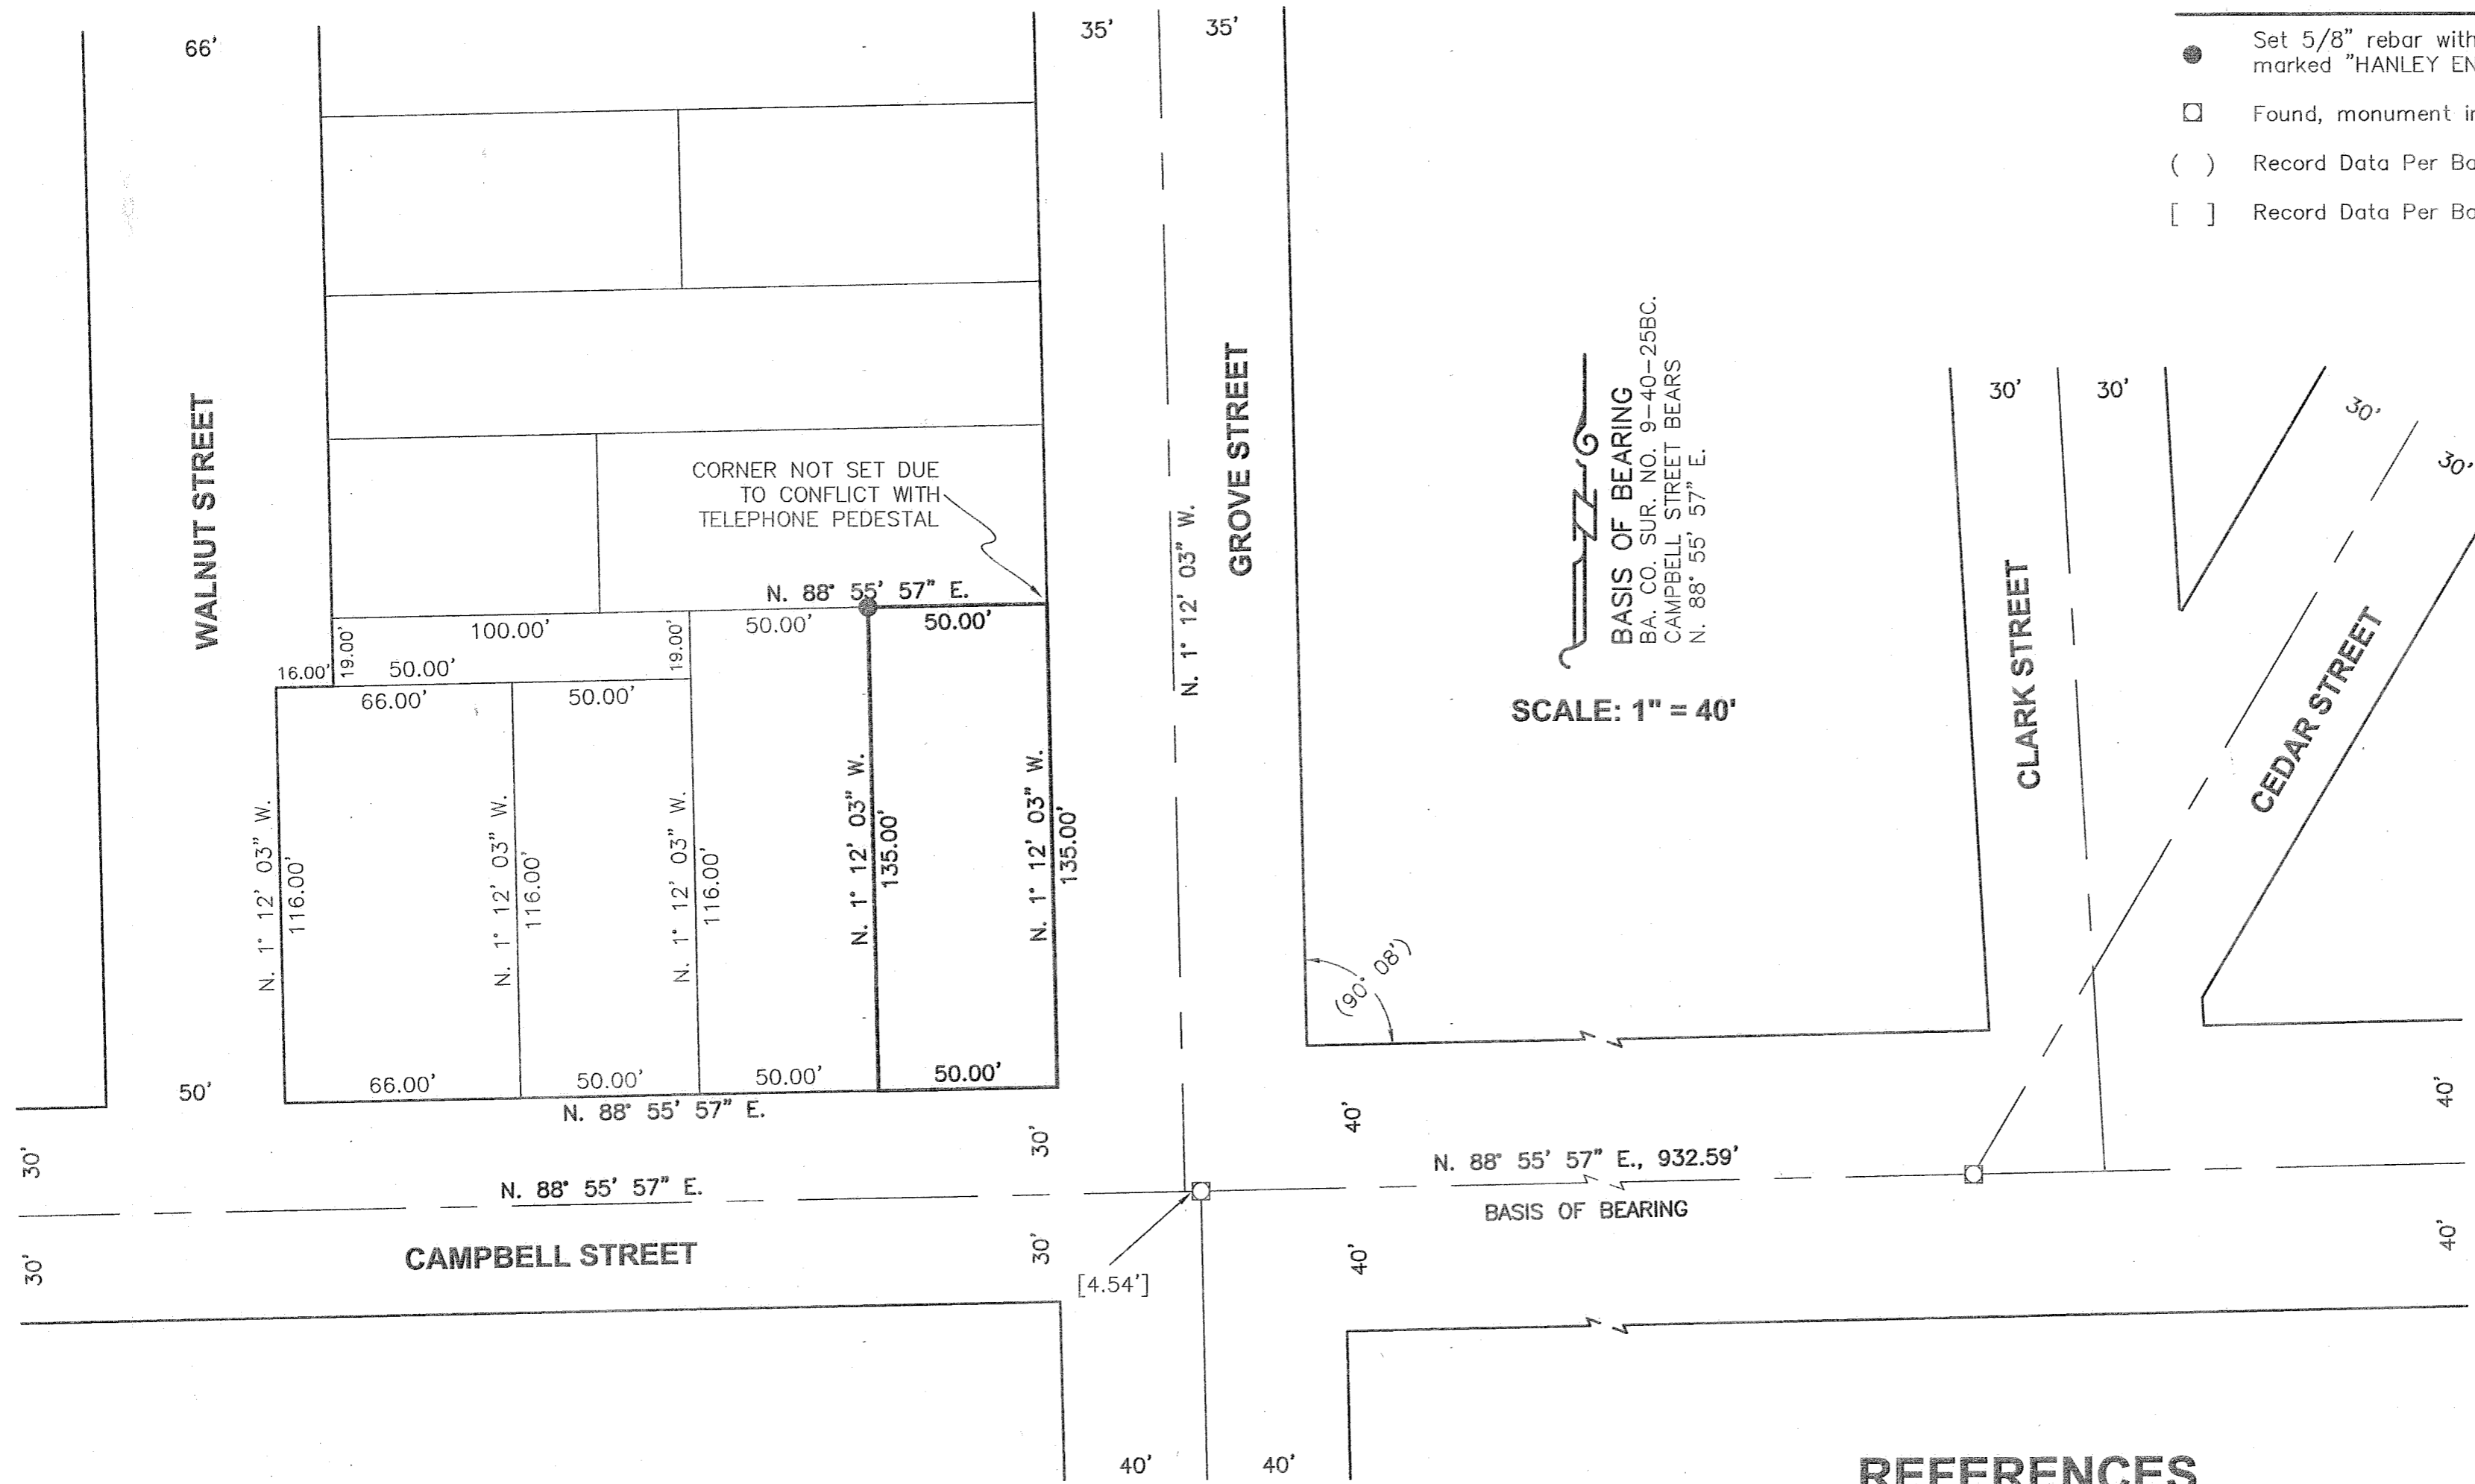 66'
35'
35'
Set 5/8" rebar with
marked "HANLEY EN
Found, monument in
( ) Record Data Per Ba
[ ] Record Data Per Ba
WALNUT STREET
GROVE STREET
N. 1° 12' 03" W.
CORNER NOT SET DUE
TO CONFLICT WITH
TELEPHONE PEDESTAL
BASIS OF BEARING
BA. CO. SUR. NO. 9-40-25BC.
CAMPBELL STREET BEARS
N. 88° 55' 57" E.
SCALE: 1" = 40'
30'
30'
30'
30'
CLARK STREET
CEDAR STREET
N. 88° 55' 57" E.
100.00'
50.00'
50.00'
19.00'
19.00'
16.00'
50.00'
66.00'
50.00'
N. 1° 12' 03" W.
116.00'
N. 1° 12' 03" W.
116.00'
N. 1° 12' 03" W.
116.00'
N. 1° 12' 03" W.
135.00'
N. 1° 12' 03" W.
135.00'
(90° 08')
50'
66.00'
50.00'
50.00'
50.00'
N. 88° 55' 57" E.
30'
30'
40'
40'
N. 88° 55' 57" E.
N. 88° 55' 57" E., 932.59'
BASIS OF BEARING
CAMPBELL STREET
30'
30'
40'
40'
[4.54']
40'
40'
REFERENCES